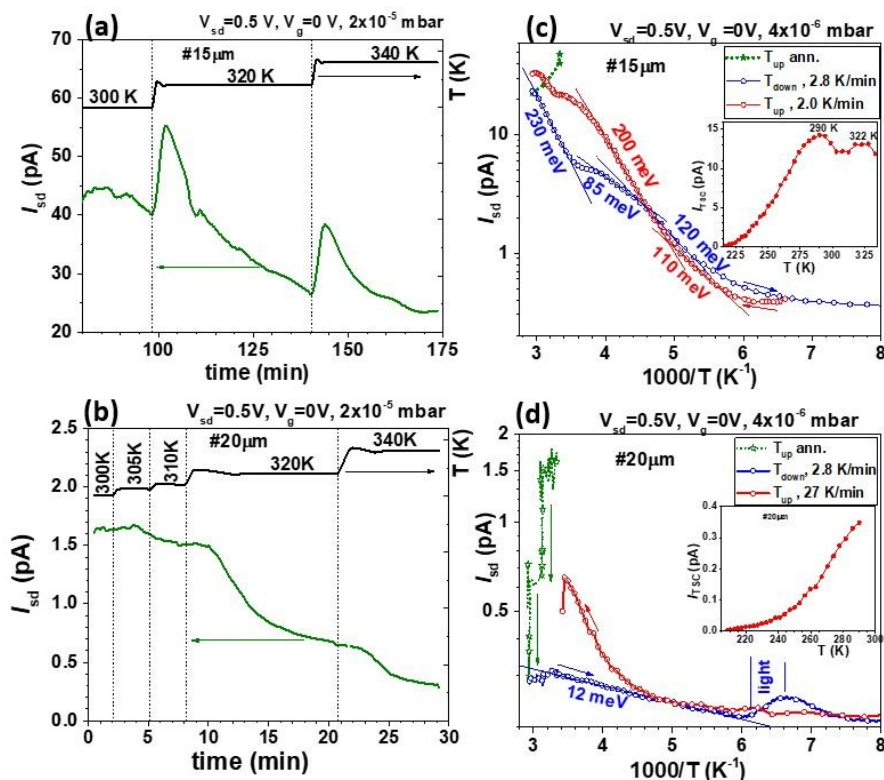 (a)
V_sd=0.5 V, V_g=0 V, 2x10⁻⁵ mbar
#15µm
300 K
320 K
340 K
I_sd (pA)
70
65
60
55
50
45
40
35
30
25
20
100
125
150
175
time (min)
T (K)
(b)
V_sd=0.5V, V_g=0V, 2x10⁻⁵ mbar
#20µm
300K
305K
310K
320K
340K
I_sd (pA)
2.5
2.0
1.5
1.0
0.5
0.0
0
5
10
15
20
25
30
time (min)
T (K)
(c)
V_sd=0.5V, V_g=0V, 4x10⁻⁶ mbar
#15µm
T_up ann.
T_down , 2.8 K/min
T_up , 2.0 K/min
230 meV
85 meV
200 meV
120 meV
110 meV
I_sd (pA)
10
1
3
4
5
6
7
8
1000/T (K⁻¹)
I_TSC (pA)
15
10
5
0
290 K
322 K
225
250
275
300
325
T (K)
(d)
V_sd=0.5V, V_g=0V, 4x10⁻⁶ mbar
#20µm
T_up ann.
T_down, 2.8 K/min
T_up , 27 K/min
12 meV
light
I_sd (pA)
2
1
0.5
3
4
5
6
7
8
1000/T (K⁻¹)
#20µm
I_TSC (pA)
0.4
0.3
0.2
0.1
0.0
220
240
260
280
300
T (K)